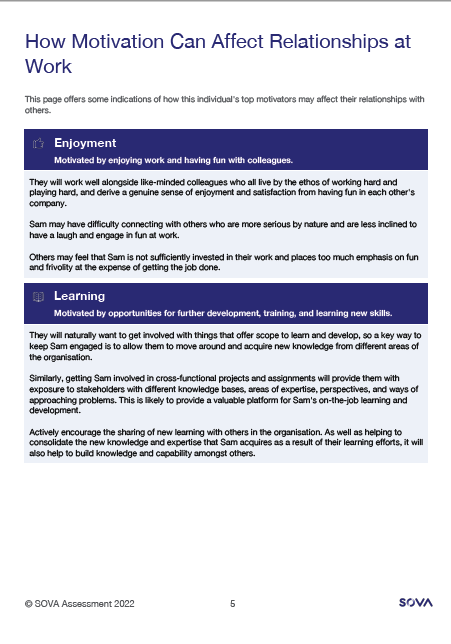 How Motivation Can Affect Relationships at
Work
This page offers some indications of how this individual's top motivators may affect their relationships with
others.
Enjoyment
Motivated by enjoying work and having fun with colleagues.
They will work well alongside like-minded colleagues who all live by the ethos of working hard and
playing hard, and derive a genuine sense of enjoyment and satisfaction from having fun in each other's
company.
Sam may have difficulty connecting with others who are more serious by nature and are less inclined to
have a laugh and engage in fun at work.
Others may feel that Sam is not sufficiently invested in their work and places too much emphasis on fun
and frivolity at the expense of getting the job done.
Learning
Motivated by opportunities for further development, training, and learning new skills.
They will naturally want to get involved with things that offer scope to learn and develop, so a key way to
keep Sam engaged is to allow them to move around and acquire new knowledge from different areas of
the organisation.
Similarly, getting Sam involved in cross-functional projects and assignments will provide them with
exposure to stakeholders with different knowledge bases, areas of expertise, perspectives, and ways of
approaching problems. This is likely to provide a valuable platform for Sam's on-the-job learning and
development.
Actively encourage the sharing of new learning with others in the organisation. As well as helping to
consolidate the new knowledge and expertise that Sam acquires as a result of their learning efforts, it will
also help to build knowledge and capability amongst others.
© SOVA Assessment 2022
5
SOVA